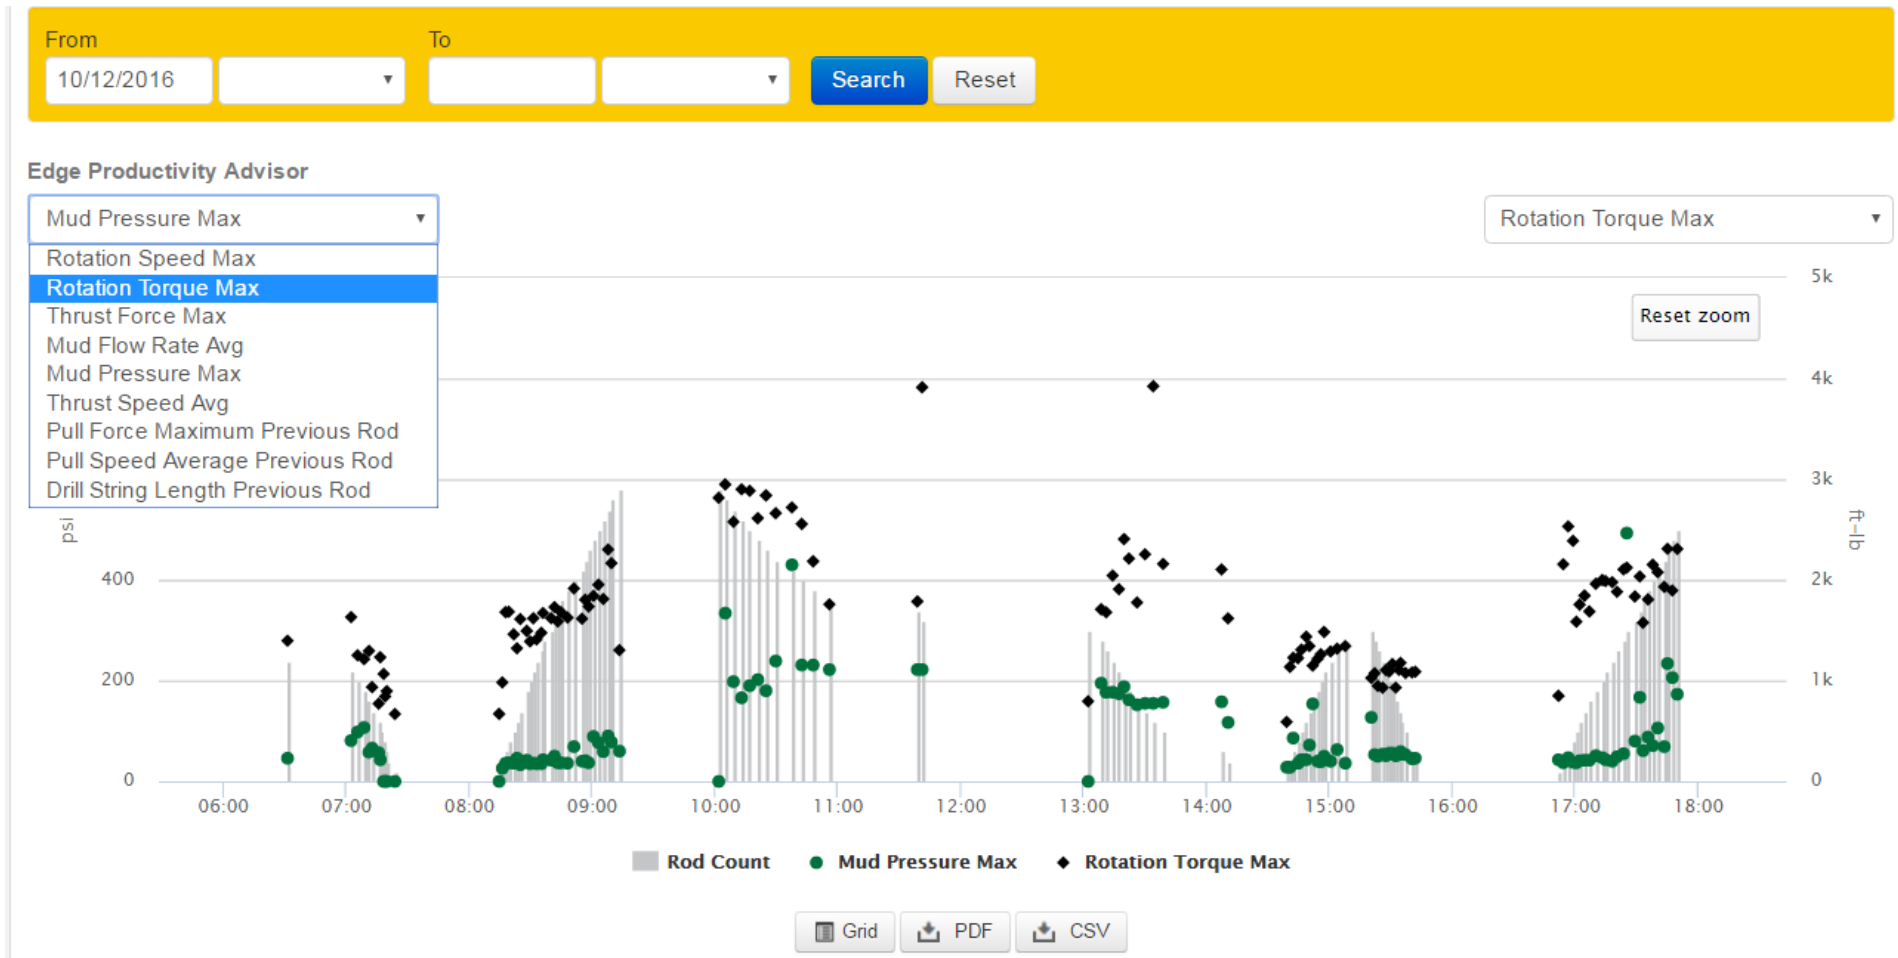 From To
10/12/2016
Search Reset
Edge Productivity Advisor
Mud Pressure Max Rotation Torque Max
Rotation Speed Max
Rotation Torque Max
Thrust Force Max
Mud Flow Rate Avg
Mud Pressure Max
Thrust Speed Avg
Pull Force Maximum Previous Rod
Pull Speed Average Previous Rod
Drill String Length Previous Rod
5k
Reset zoom
4k
3k
psi ft-lb
400 2k
200 1k
0 0
06:00 07:00 08:00 09:00 10:00 11:00 12:00 13:00 14:00 15:00 16:00 17:00 18:00
Rod Count Mud Pressure Max Rotation Torque Max
Grid PDF CSV